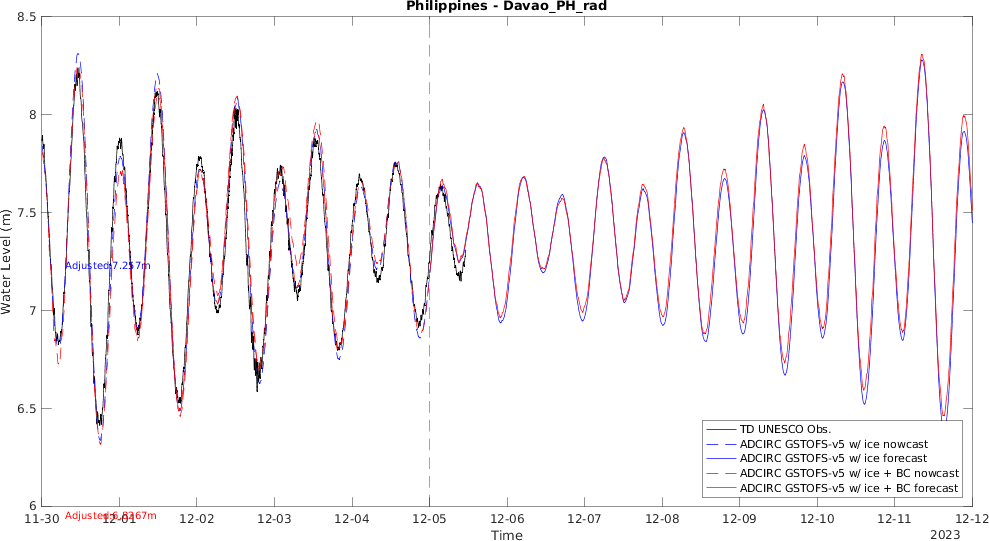 Philippines - Davao_PH_rad
8.5
8
7.5
7
6.5
6
Water Level (m)
Adjusted:7.257m
Adjusted:6.8267m
TD UNESCO Obs.
ADCIRC GSTOFS-v5 w/ ice nowcast
ADCIRC GSTOFS-v5 w/ ice forecast
ADCIRC GSTOFS-v5 w/ ice + BC nowcast
ADCIRC GSTOFS-v5 w/ ice + BC forecast
11-30 12-01 12-02 12-03 12-04 12-05 12-06 12-07 12-08 12-09 12-10 12-11 12-12
Time
2023